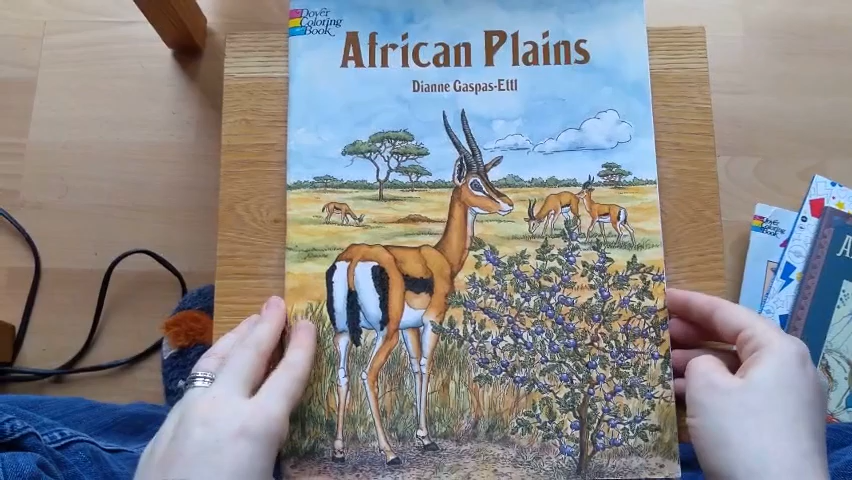 Dover
Coloring
Book
African Plains
Dianne Gaspas-Ettl